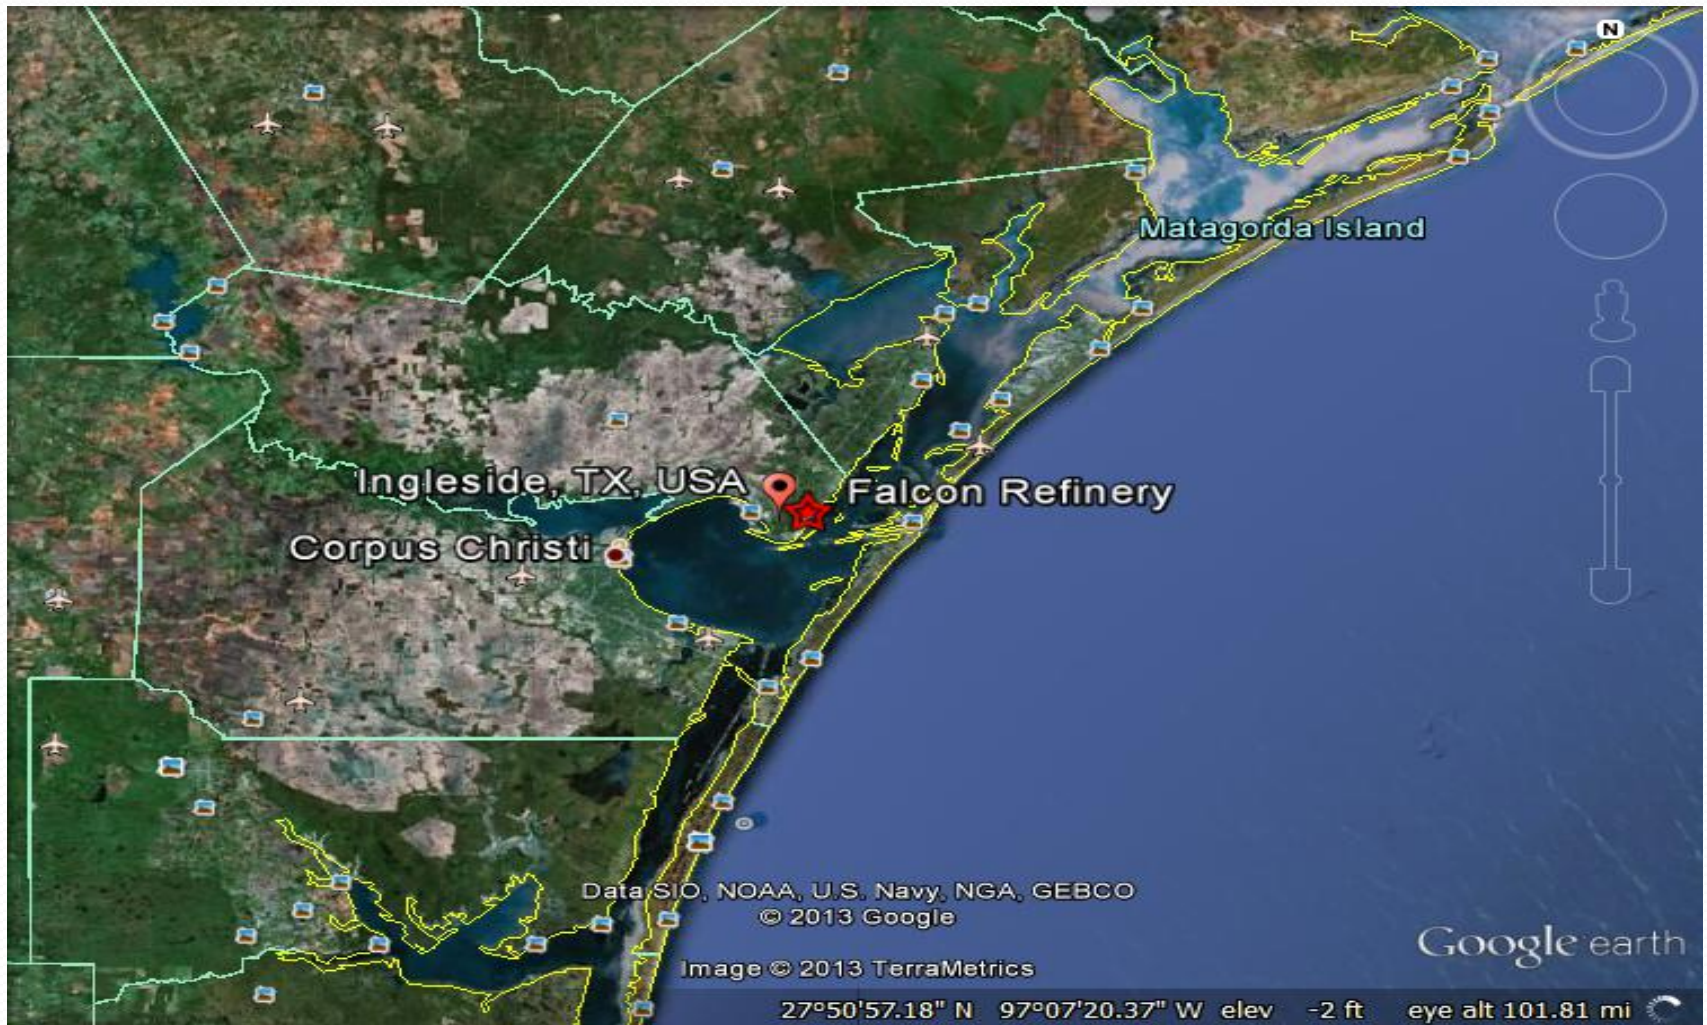 N
Matagorda Island
Ingleside, TX, USA
Falcon Refinery
Corpus Christi
Data SIO, NOAA, U.S. Navy, NGA, GEBCO
© 2013 Google
Google earth
Image © 2013 TerraMetrics
27°50'57.18" N 97°07'20.37" W elev -2 ft eye alt 101.81 mi